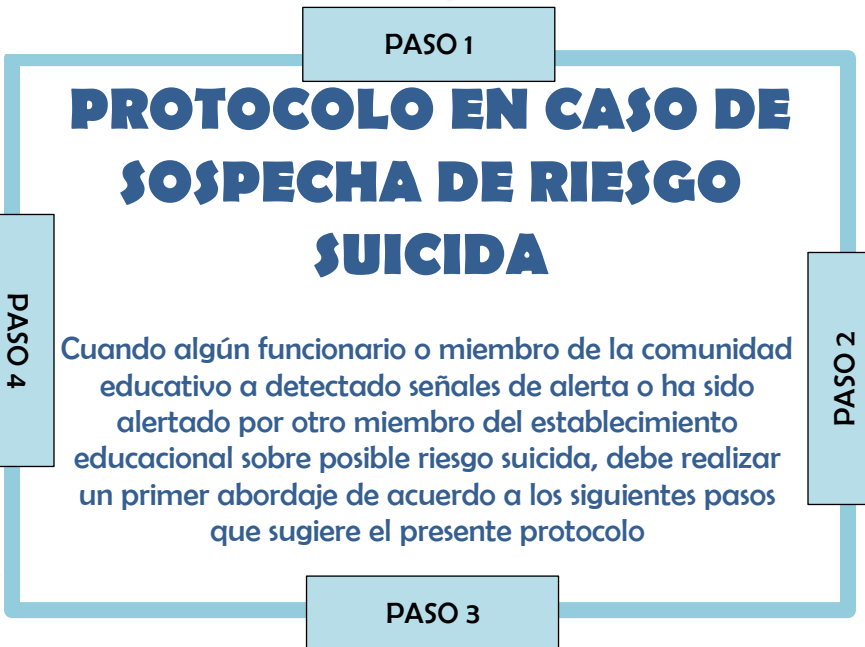 PASO 1
PROTOCOLO EN CASO DE
SOSPECHA DE RIESGO
SUICIDA
PASO 4
PASO 2
Cuando algún funcionario o miembro de la comunidad
educativo a detectado señales de alerta o ha sido
alertado por otro miembro del establecimiento
educacional sobre posible riesgo suicida, debe realizar
un primer abordaje de acuerdo a los siguientes pasos
que sugiere el presente protocolo
PASO 3